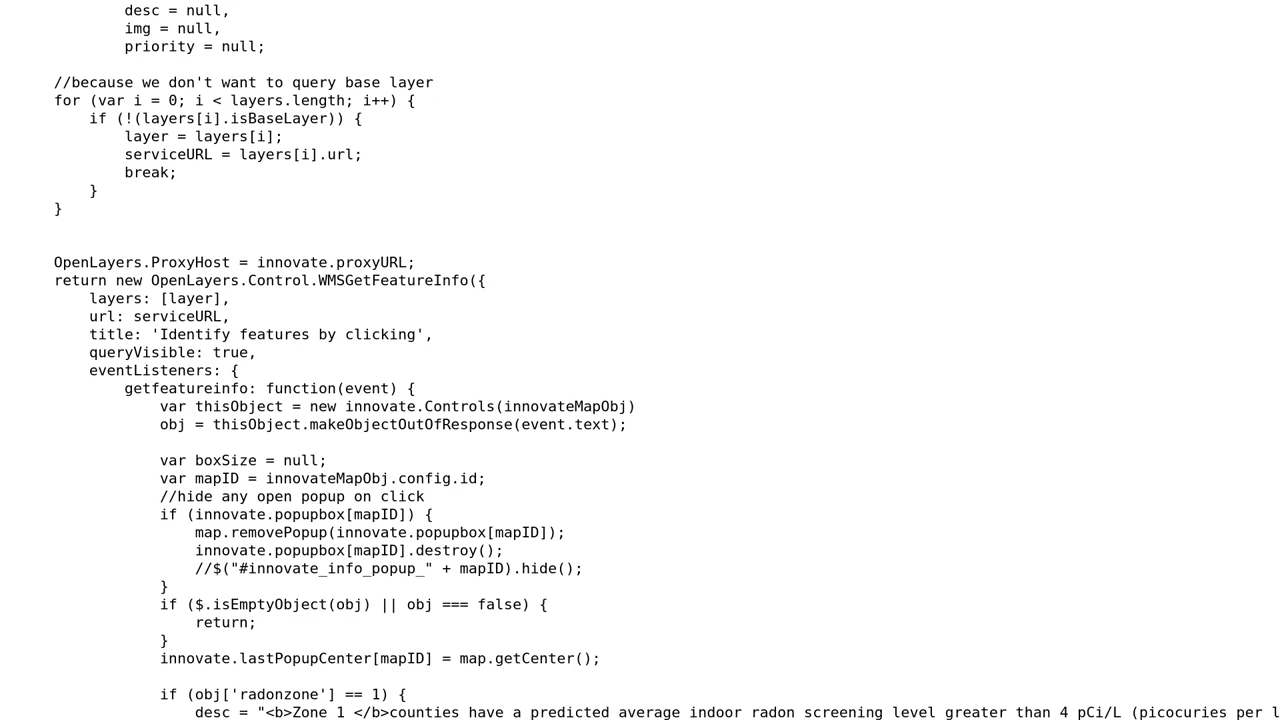 desc = null,
img = null,
priority = null;
//because we don't want to query base layer
for (var i = 0; i < layers.length; i++) {
if (!(layers[i].isBaseLayer)) {
layer = layers[i];
serviceURL = layers[i].url;
break;
}
}
OpenLayers.ProxyHost = innovate.proxyURL;
return new OpenLayers.Control.WMSGetFeatureInfo({
layers: [layer],
url: serviceURL,
title: 'Identify features by clicking',
queryVisible: true,
eventListeners: {
getfeatureinfo: function(event) {
var thisObject = new innovate.Controls(innovateMapObj)
obj = thisObject.makeObjectOutOfResponse(event.text);
var boxSize = null;
var mapID = innovateMapObj.config.id;
//hide any open popup on click
if (innovate.popupbox[mapID]) {
map.removePopup(innovate.popupbox[mapID]);
innovate.popupbox[mapID].destroy();
//$("#innovate_info_popup_" + mapID).hide();
}
if ($.isEmptyObject(obj) || obj === false) {
return;
}
innovate.lastPopupCenter[mapID] = map.getCenter();
if (obj['radonzone'] == 1) {
desc = "<b>Zone 1 </b>counties have a predicted average indoor radon screening level greater than 4 pCi/L (picocuries per l